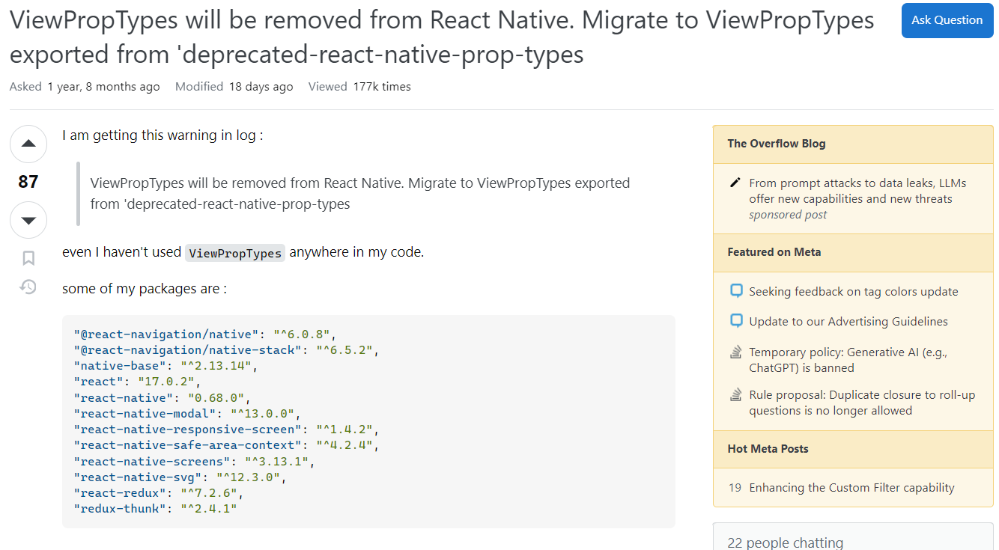 ViewPropTypes will be removed from React Native. Migrate to ViewPropTypes
exported from 'deprecated-react-native-prop-types
Ask Question
Asked 1 year, 8 months ago Modified 18 days ago Viewed 177k times
87
I am getting this warning in log :
ViewPropTypes will be removed from React Native. Migrate to ViewPropTypes exported
from 'deprecated-react-native-prop-types
even I haven't used ViewPropTypes anywhere in my code.
some of my packages are :
"@react-navigation/native": "^6.0.8",
"@react-navigation/native-stack": "^6.5.2",
"native-base": "^2.13.14",
"react": "17.0.2",
"react-native": "0.68.0",
"react-native-modal": "^13.0.0",
"react-native-responsive-screen": "^1.4.2",
"react-native-safe-area-context": "^4.2.4",
"react-native-screens": "^3.13.1",
"react-native-svg": "^12.3.0",
"react-redux": "^7.2.6",
"redux-thunk": "^2.4.1"
The Overflow Blog
From prompt attacks to data leaks, LLMs
offer new capabilities and new threats
sponsored post
Featured on Meta
Seeking feedback on tag colors update
Update to our Advertising Guidelines
Temporary policy: Generative AI (e.g.,
ChatGPT) is banned
Rule proposal: Duplicate closure to roll-up
questions is no longer allowed
Hot Meta Posts
19 Enhancing the Custom Filter capability
22 people chatting